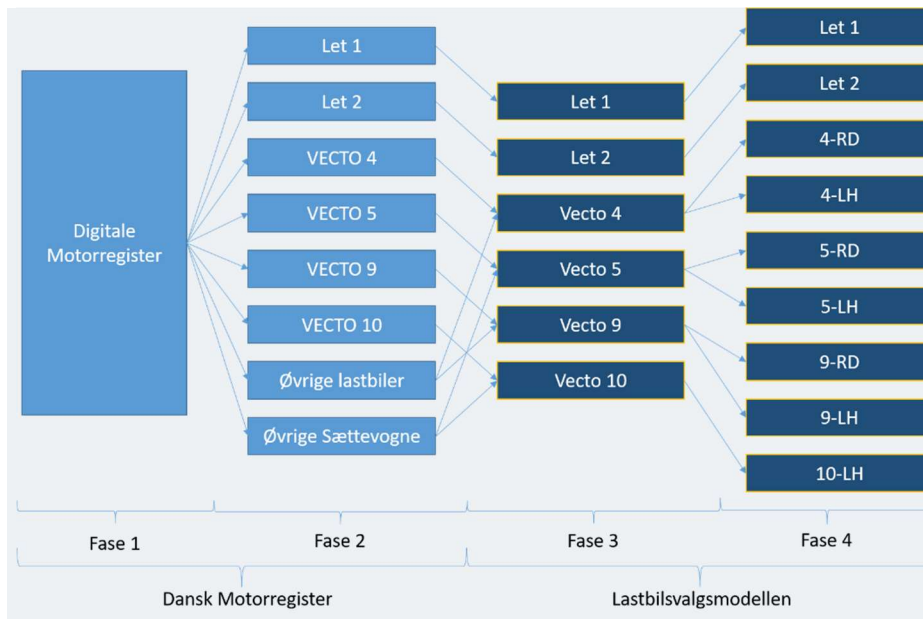 Digitale
Motorregister
Let 1
Let 2
VECTO 4
VECTO 5
VECTO 9
VECTO 10
Øvrige lastbiler
Øvrige Sættevogne
Let 1
Let 2
Vecto 4
Vecto 5
Vecto 9
Vecto 10
Let 1
Let 2
4-RD
4-LH
5-RD
5-LH
9-RD
9-LH
10-LH
Fase 1
Fase 2
Fase 3
Fase 4
Dansk Motorregister
Lastbilsvalgsmodellen